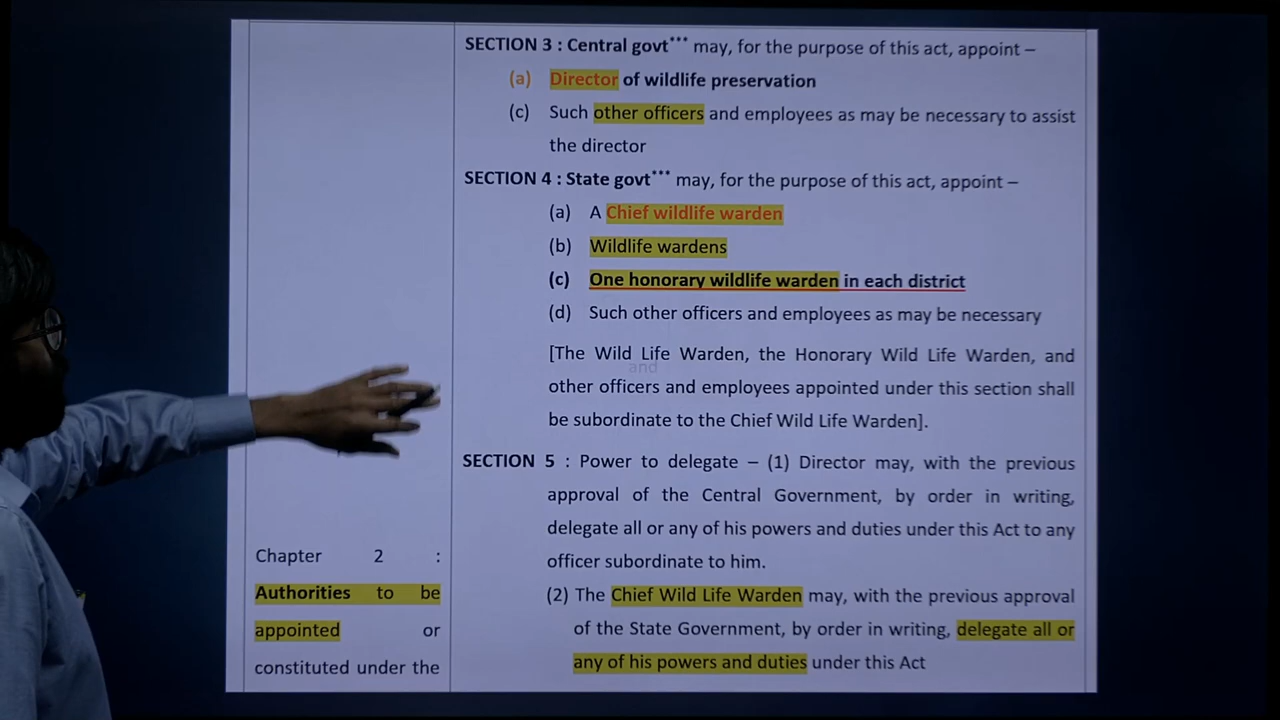 SECTION 3 : Central govt*** may, for the purpose of this act, appoint –
(a) Director of wildlife preservation
(c) Such other officers and employees as may be necessary to assist
the director
SECTION 4 : State govt*** may, for the purpose of this act, appoint –
(a) A Chief wildlife warden
(b) Wildlife wardens
(c) One honorary wildlife warden in each district
(d) Such other officers and employees as may be necessary
[The Wild Life Warden, the Honorary Wild Life Warden, and
and
other officers and employees appointed under this section shall
be subordinate to the Chief Wild Life Warden].
SECTION 5 : Power to delegate – (1) Director may, with the previous
approval of the Central Government, by order in writing,
delegate all or any of his powers and duties under this Act to any
officer subordinate to him.
(2) The Chief Wild Life Warden may, with the previous approval
of the State Government, by order in writing, delegate all or
any of his powers and duties under this Act
Chapter 2 :
Authorities to be
appointed or
constituted under the